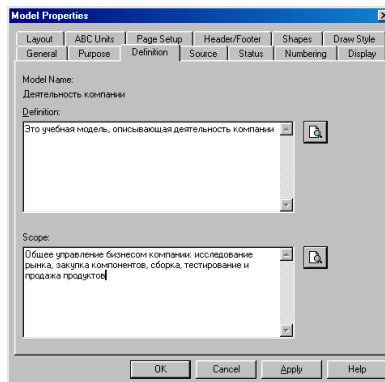 Model Properties
Layout ABC Units Page Setup Header/Footer Shapes Draw Style
General Purpose Definition Source Status Numbering Display
Model Name:
Деятельность компании
Definition:
Это учебная модель, описывающая деятельность компании
Scope:
Общее управление бизнесом компании: исследование
рынка, закупка компонентов, сборка, тестирование и
продажа продуктов
OK Cancel Apply Help